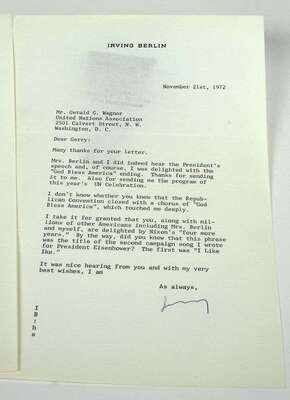 IRVING BERLIN
November 21st, 1972
Mr. Gerald G. Wagner
United Nations Association
2501 Calvert Street, N. W.
Washington, D. C.
Dear Gerry:
Many thanks for your letter.
Mrs. Berlin and I did indeed hear the President's
speech and, of course, I was delighted with the
"God Bless America" ending. Thanks for sending
it to me. Also for sending me the program of
this year's UN Celebration.
I don't know whether you know that the Repub-
lican Convention closed with a chorus of "God
Bless America", which touched me deeply.
I take it for granted that you, along with mil-
lions of other Americans including Mrs. Berlin
and myself, are delighted by Nixon's "four more
years." By the way, did you know that this phrase
was the title of the second campaign song I wrote
for President Eisenhower? The first was "I Like
Ike."
It was nice hearing from you and with my very
best wishes, I am
As always,
I
B
:
h
s